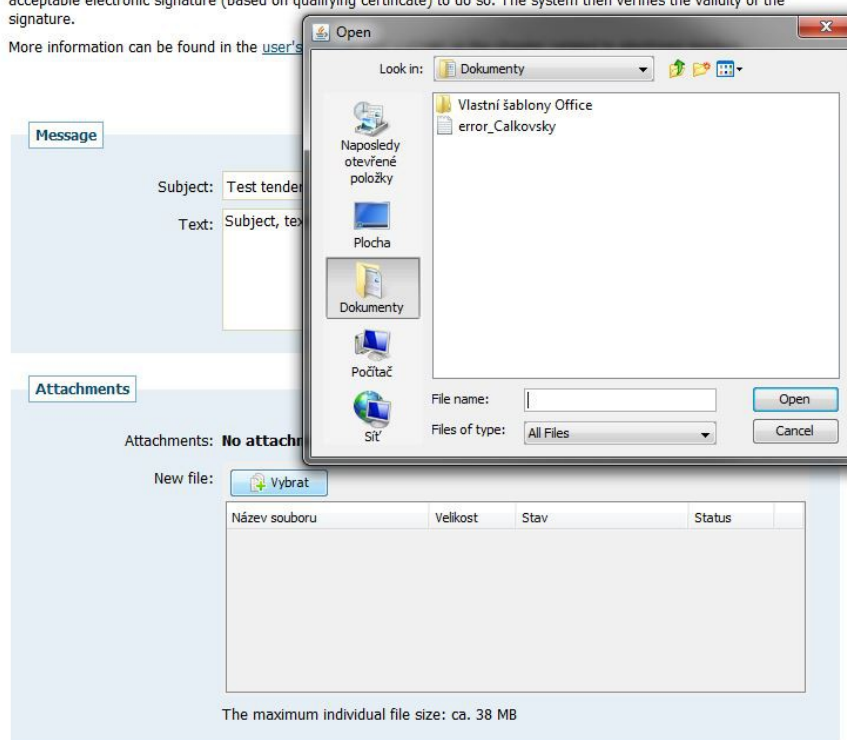 acceptable electronic signature (based on qualifying certificate) to do so. The system then verifies the validity of the
signature.
More information can be found in the user's
Open
Look in: Dokumenty
Vlastní šablony Office
error_Calkovsky
Naposledy
otevřené
položky
Plocha
Dokumenty
Počítač
Síť
File name:
Open
Files of type: All Files
Cancel
Message
Subject: Test tender
Text: Subject,
Attachments
Attachments: No
New file: Vybrat
Název souboru Velikost Stav Status
The maximum individual file size: ca. 38 MB